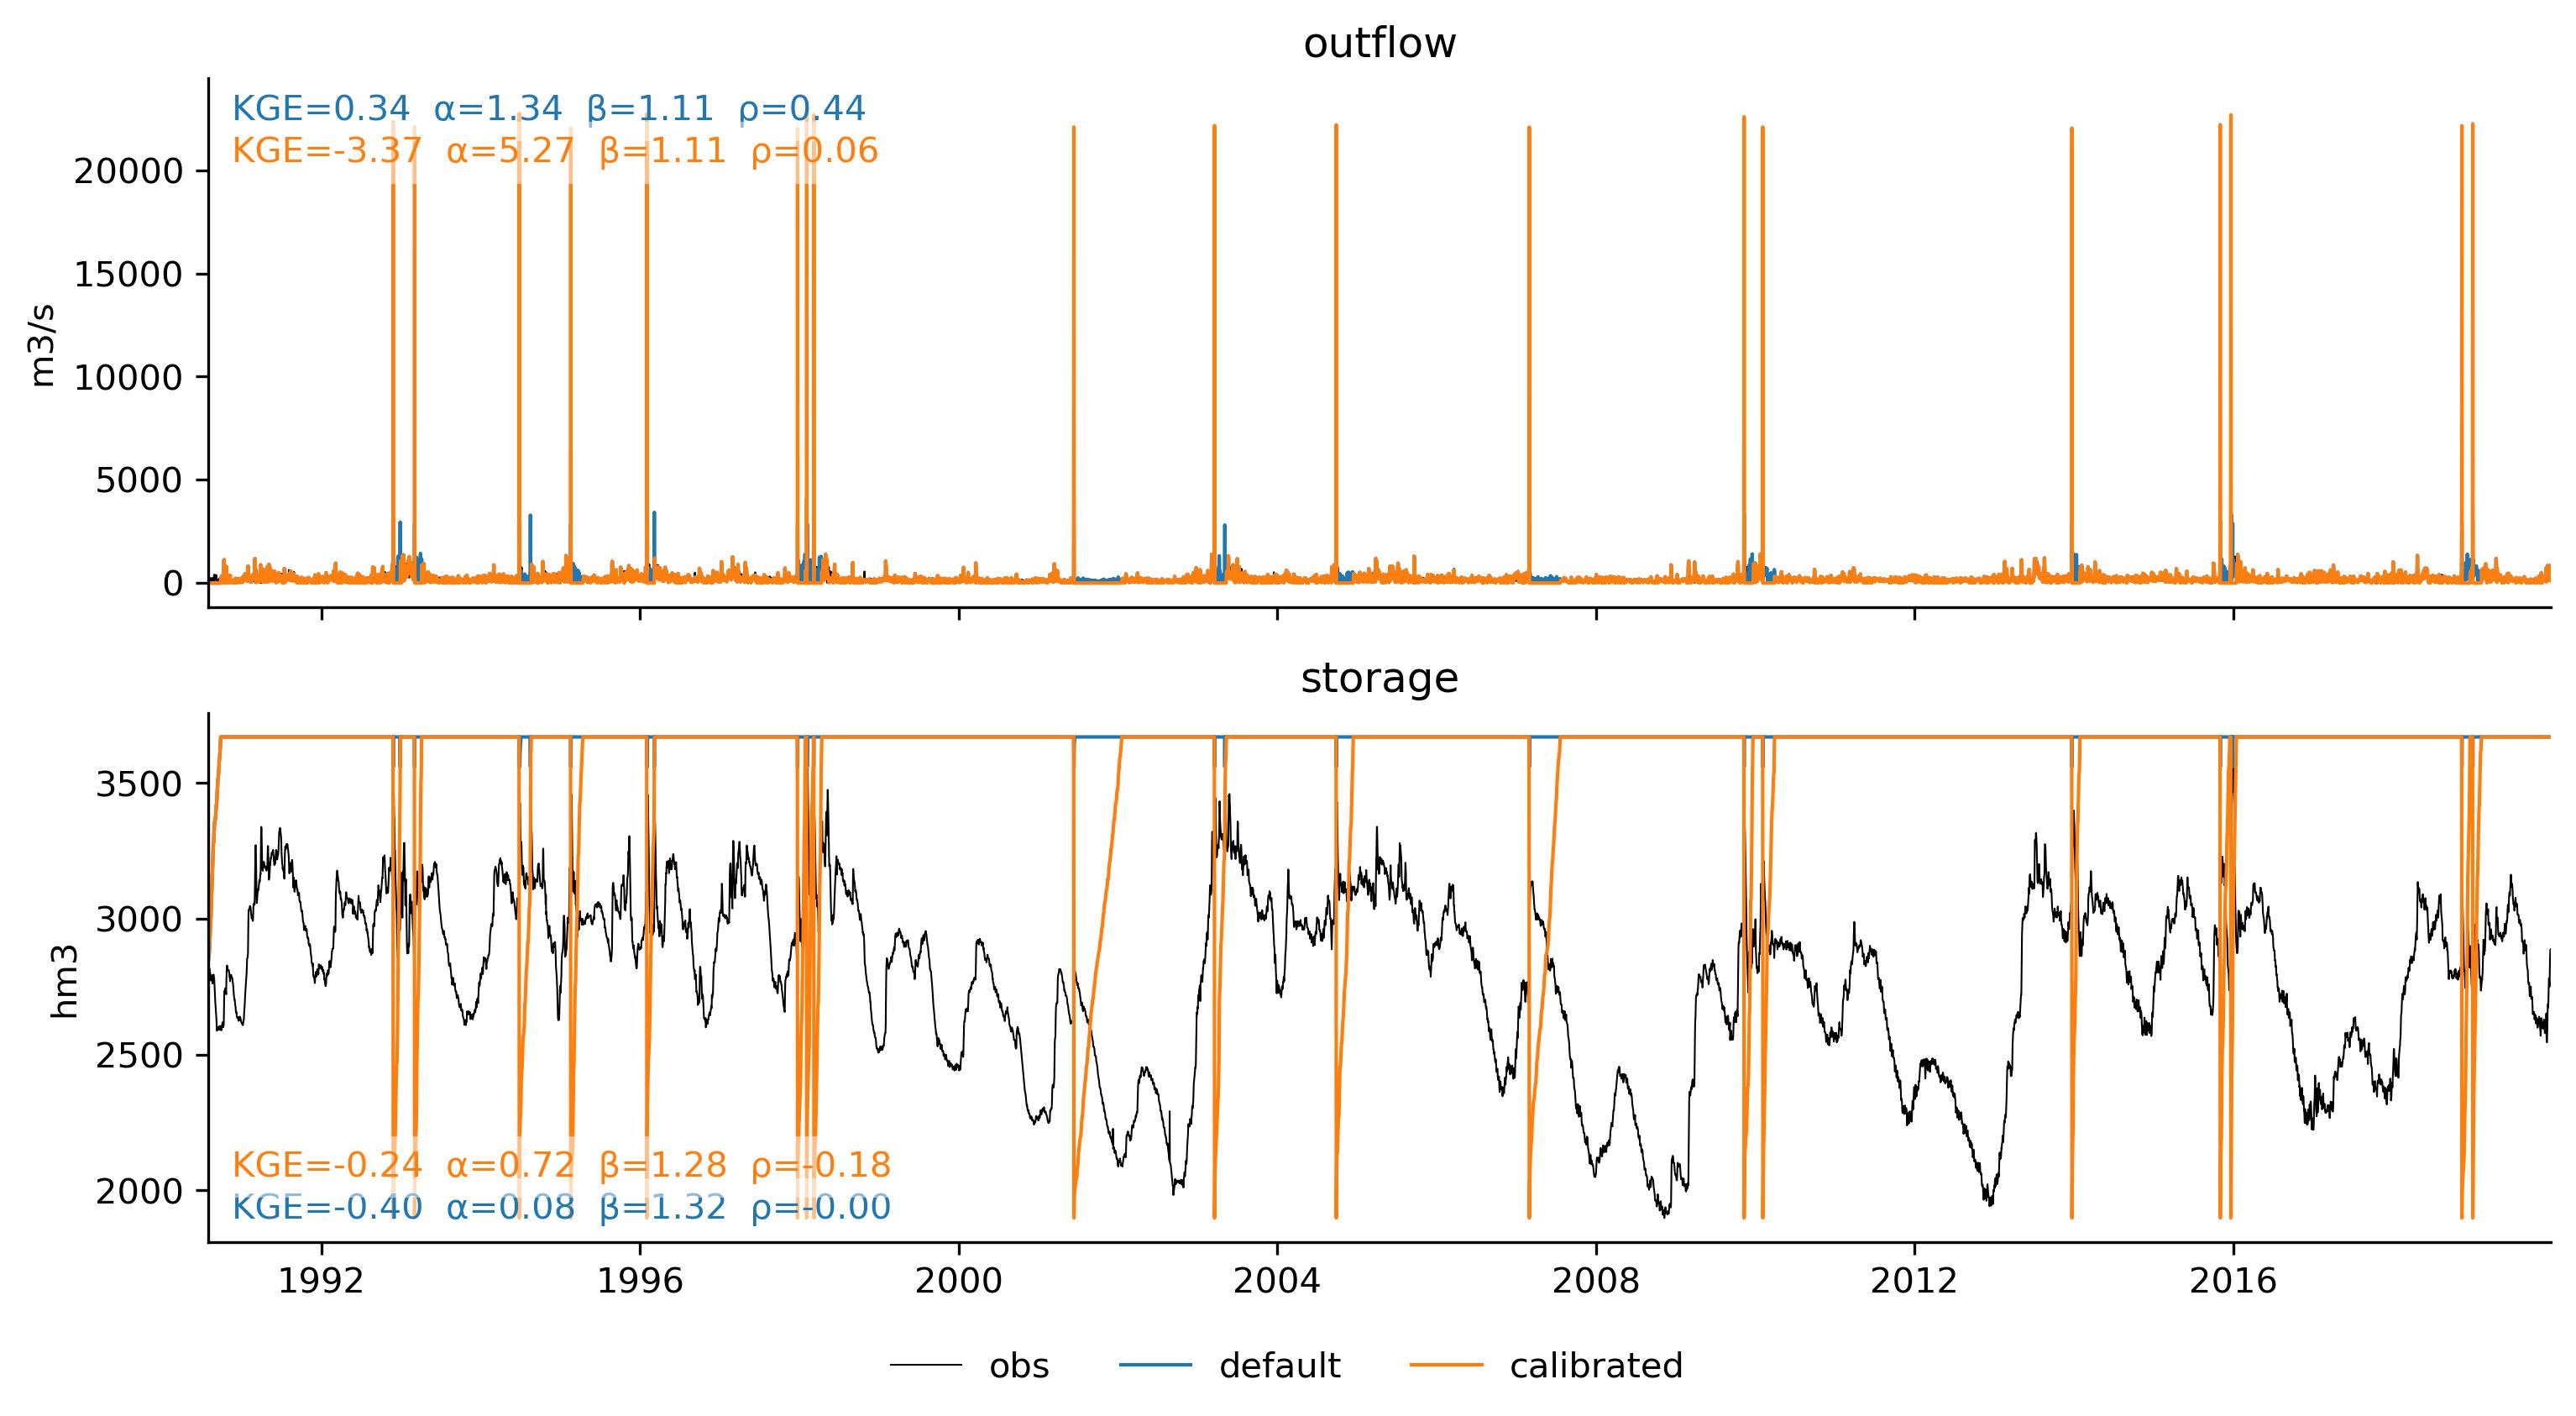 outflow
KGE=0.34 α=1.34 β=1.11 ρ=0.44
KGE=-3.37 α=5.27 β=1.11 ρ=0.06
m3/s
20000
15000
10000
5000
0
storage
hm3
3500
3000
2500
2000
KGE=-0.24 α=0.72 β=1.28 ρ=-0.18
KGE=-0.40 α=0.08 β=1.32 ρ=-0.00
1992 1996 2000 2004 2008 2012 2016
obs default calibrated